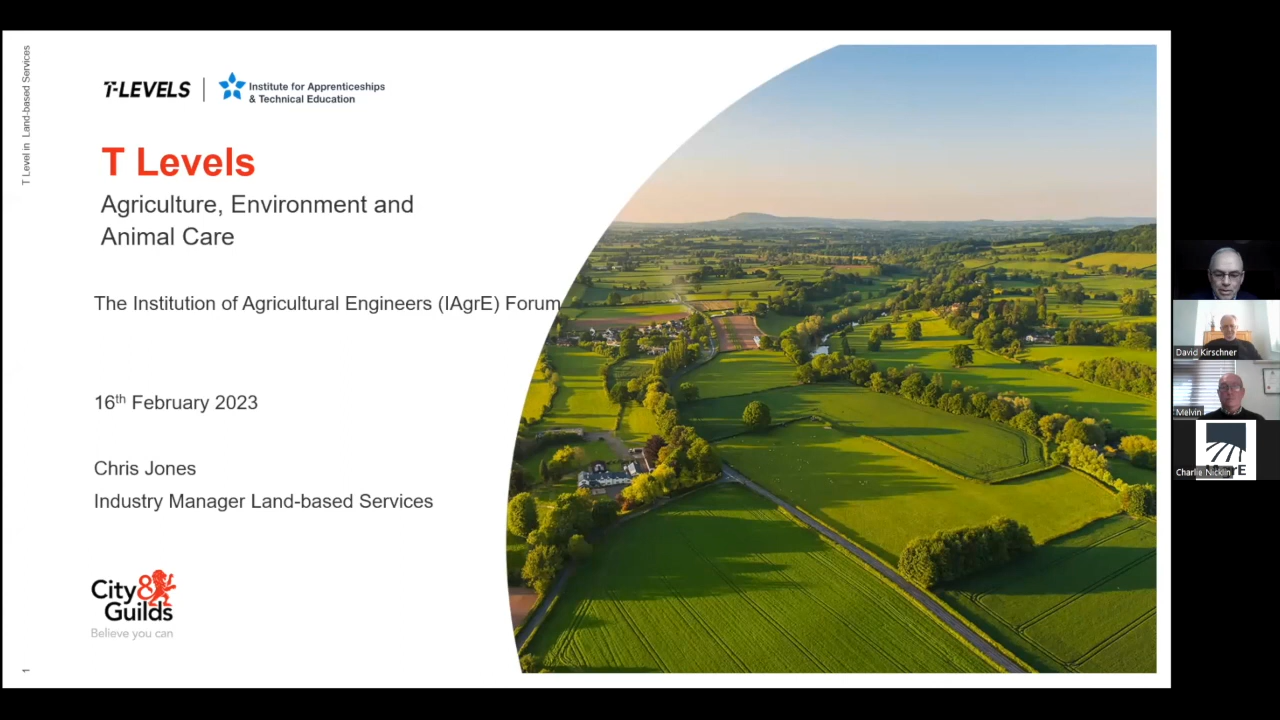 T Level in Land-based Services
T-LEVELS
Institute for Apprenticeships
& Technical Education
T Levels
Agriculture, Environment and
Animal Care
The Institution of Agricultural Engineers (IAgrE) Forum
16th February 2023
Chris Jones
Industry Manager Land-based Services
City&
Guilds
Believe you can
1
David Kirschner
Melvin
Charlie Nicklin